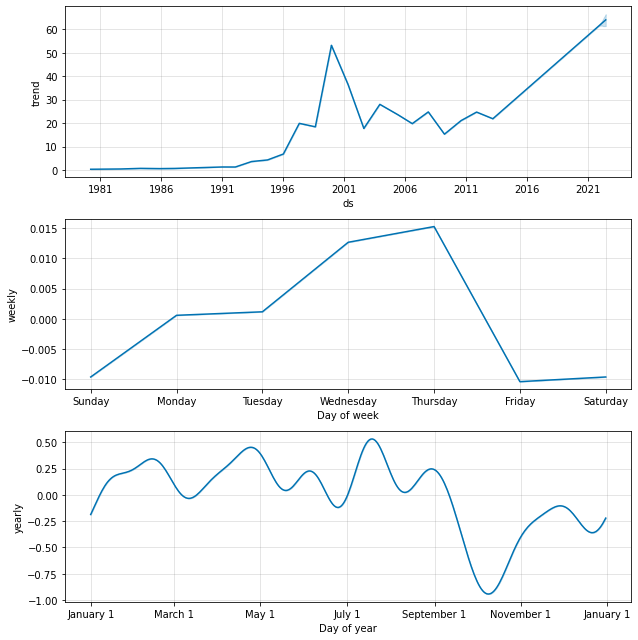 60
50
40
30
20
10
0
trend
1981 1986 1991 1996 2001 2006 2011 2016 2021
ds
0.015
0.010
0.005
0.000
−0.005
−0.010
weekly
Sunday Monday Tuesday Wednesday Thursday Friday Saturday
Day of week
0.50
0.25
0.00
−0.25
−0.50
−0.75
−1.00
yearly
January 1 March 1 May 1 July 1 September 1 November 1 January 1
Day of year